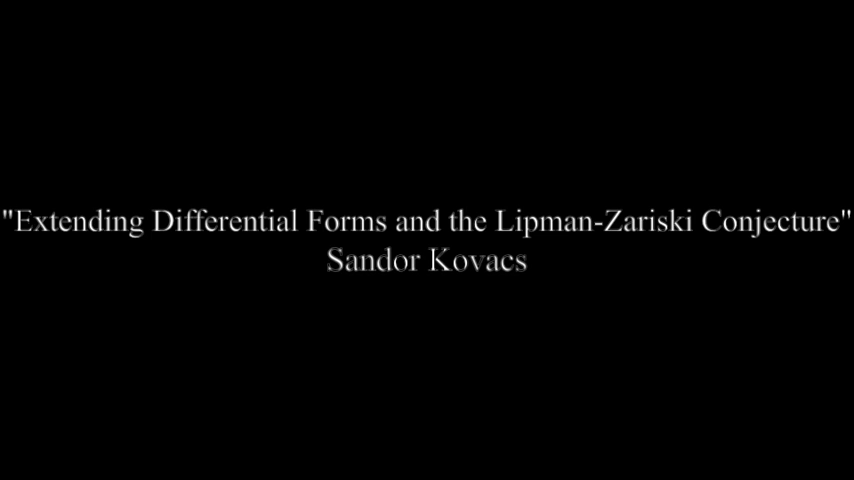 "Extending Differential Forms and the Lipman-Zariski Conjecture"
Sandor Kovacs